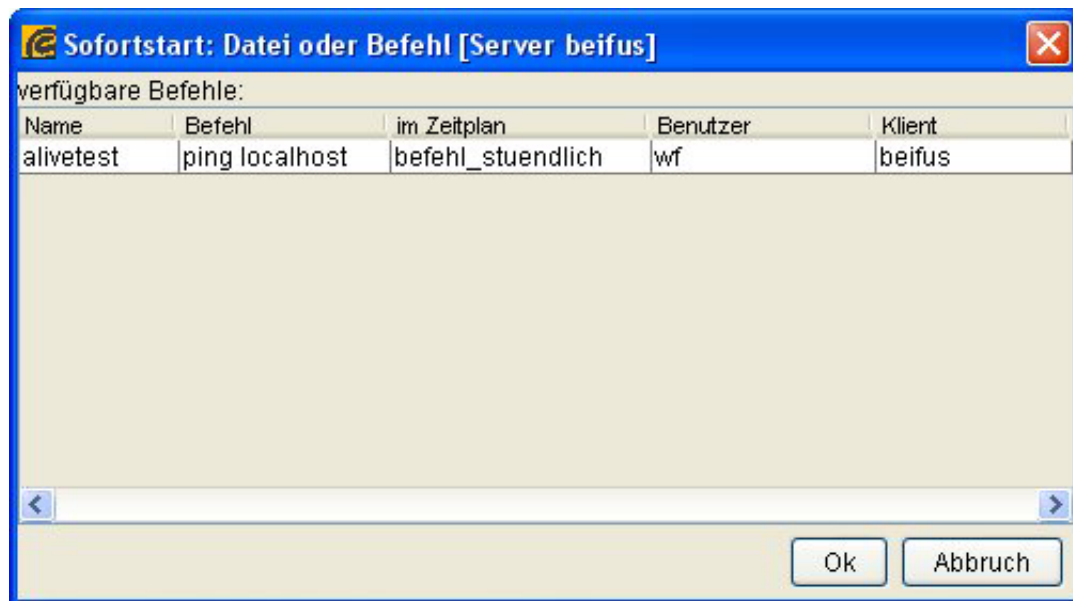 Sofortstart: Datei oder Befehl [Server beifus]
verfügbare Befehle:
Name Befehl im Zeitplan Benutzer Klient
alivetest ping localhost befehl_stuendlich wf beifus
Ok Abbruch